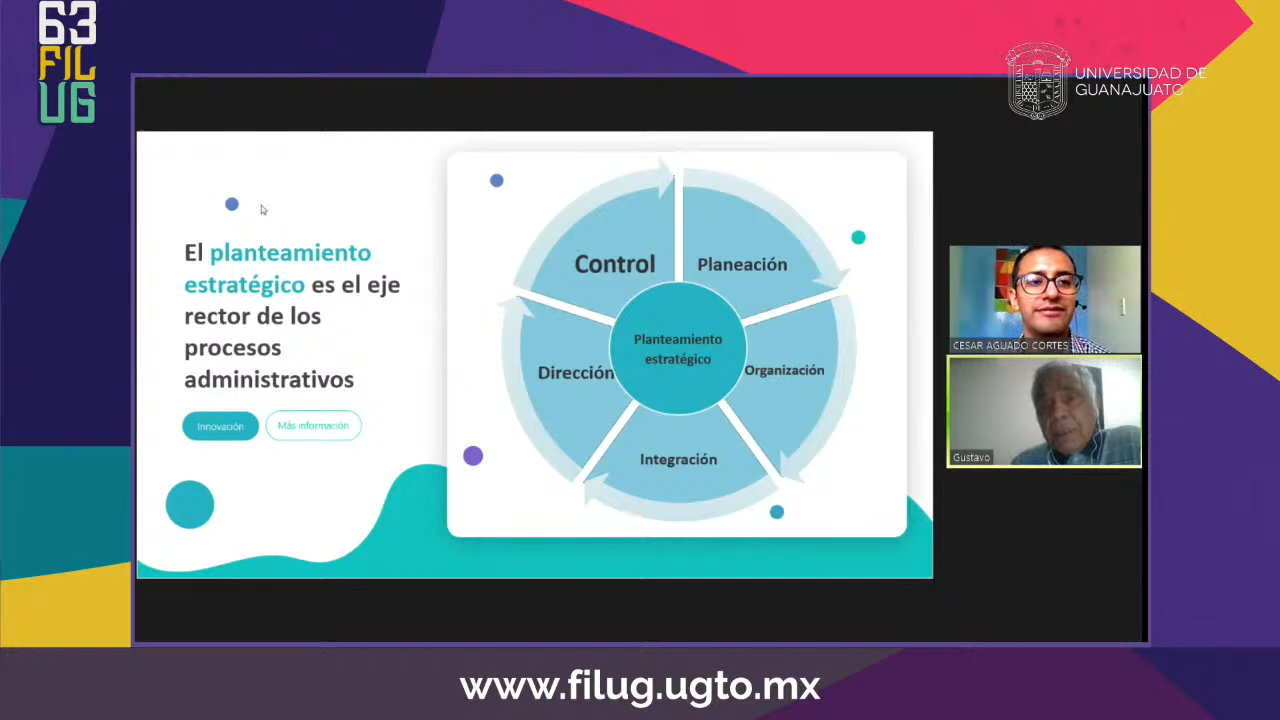 63
FIL
UG
UNIVERSIDAD DE
GUANAJUATO
El planteamiento
estratégico es el eje
rector de los
procesos
administrativos
Innovación
Más información
Control
Planeación
Planteamiento
estratégico
Dirección
Organización
Integración
CESAR AGUADO CORTES
Gustavo
www.filug.ugto.mx